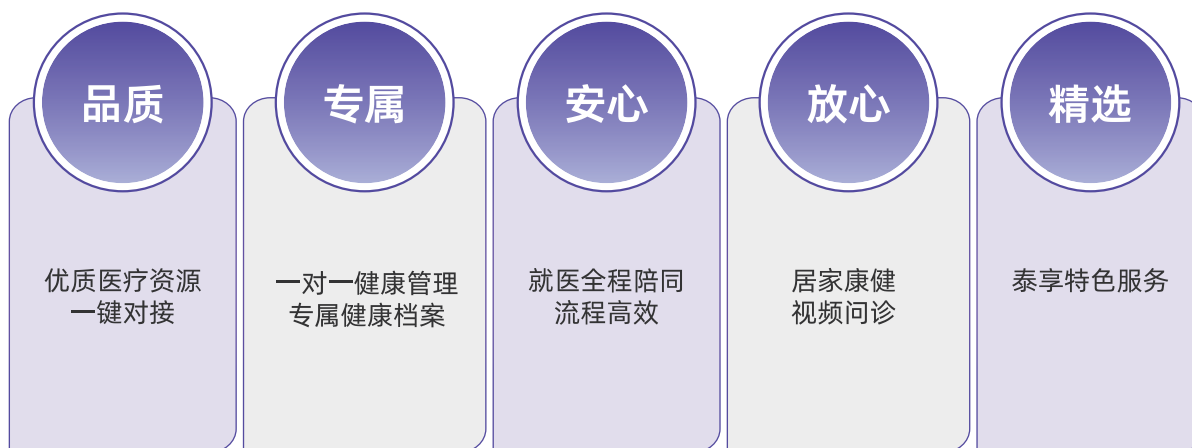 品质
优质医疗资源
一键对接
专属
一对一健康管理
专属健康档案
安心
就医全程陪同
流程高效
放心
居家康健
视频问诊
精选
泰享特色服务